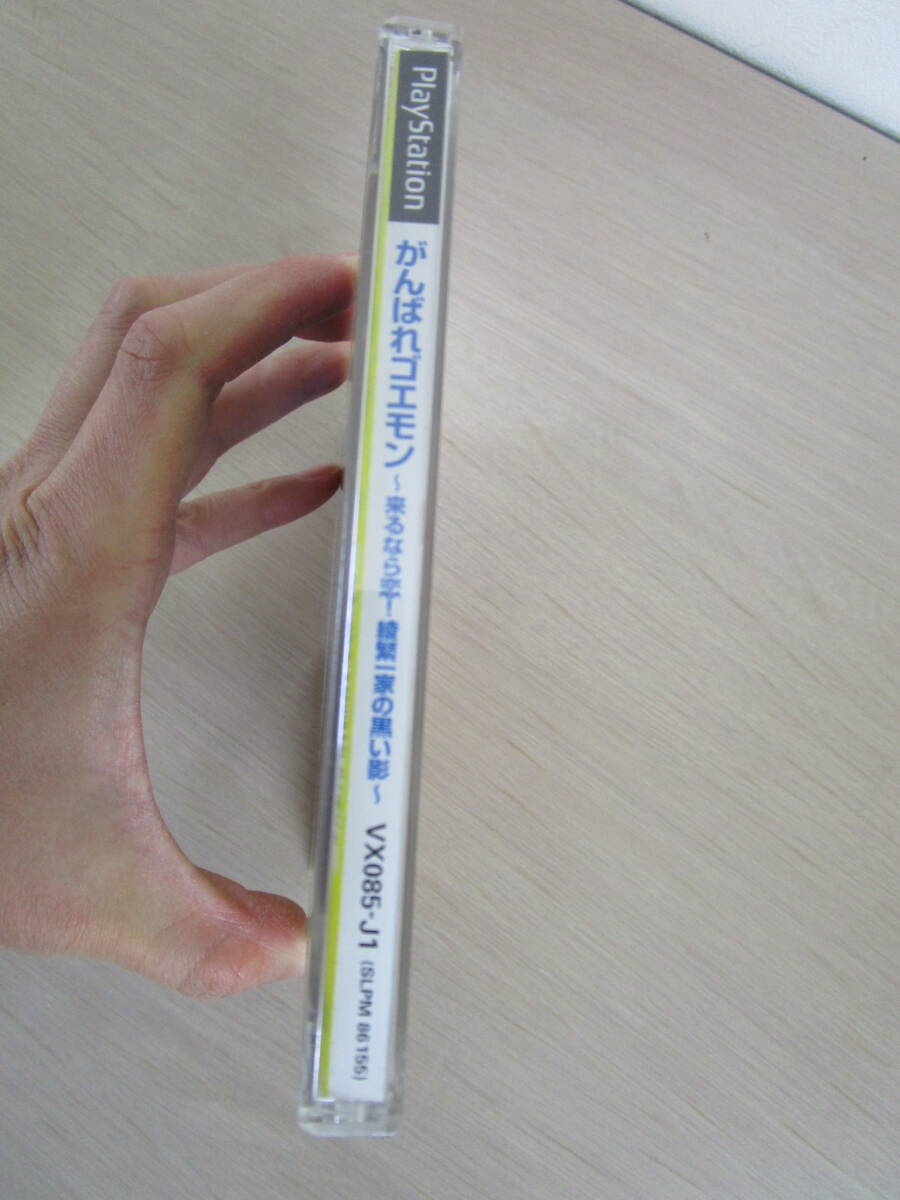 PlayStation
がんばれゴエモン
～来るなら恋!綾繁一家の黒い影～
VX085-J1
(SLPM 86155)